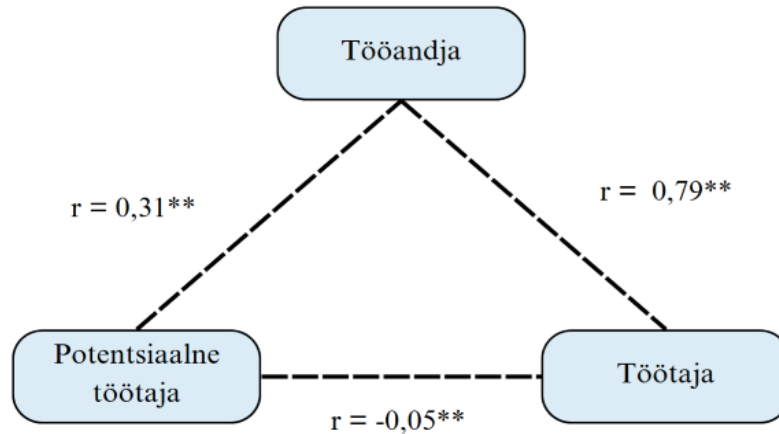 Tööandja
r = 0,31**
r = 0,79**
Potentsiaalne
töötaja
Töötaja
r = -0,05**